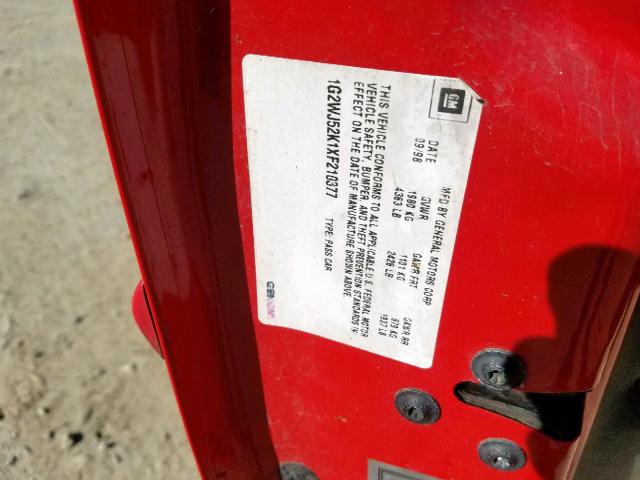 GM
MFD BY GENERAL MOTORS CORP
DATE GVWR GAWR FRT GAWR RR
09/98 1980 KG 1101 KG 879 KG
4363 LB 2426 LB 1937 LB
THIS VEHICLE CONFORMS TO ALL APPLICABLE U.S. FEDERAL MOTOR
VEHICLE SAFETY, BUMPER, AND THEFT PREVENTION STANDARDS IN
EFFECT ON THE DATE OF MANUFACTURE SHOWN ABOVE.
1G2WJ52K1XF210377 TYPE: PASS CAR